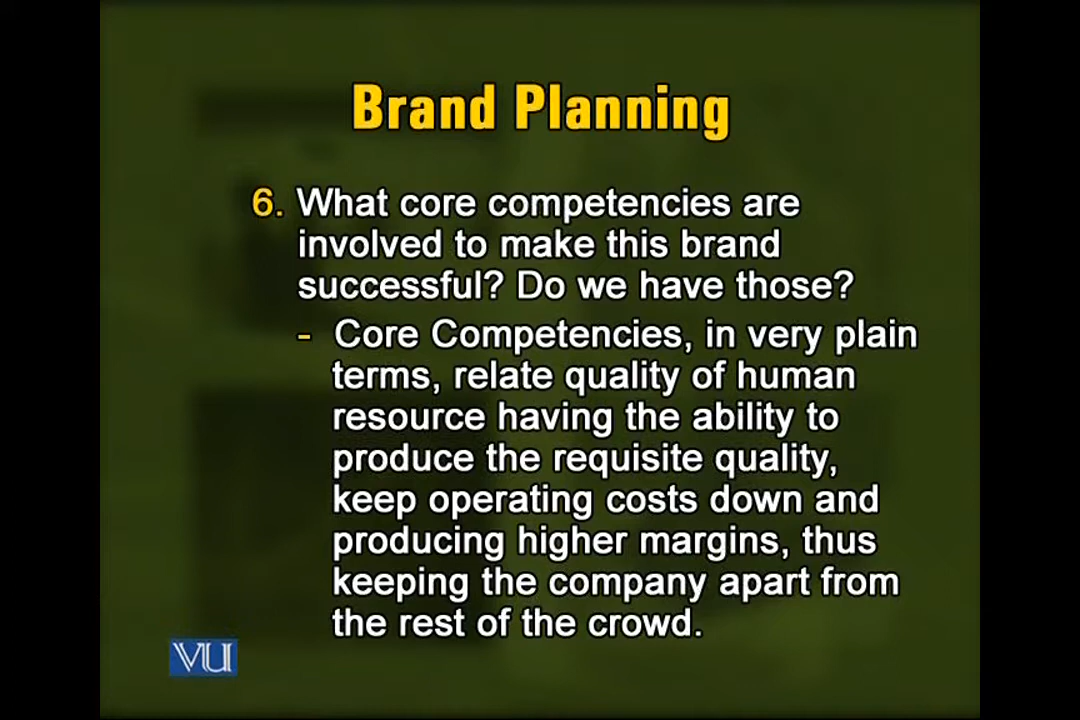 Brand Planning
6. What core competencies are
involved to make this brand
successful? Do we have those?
- Core Competencies, in very plain
terms, relate quality of human
resource having the ability to
produce the requisite quality,
keep operating costs down and
producing higher margins, thus
keeping the company apart from
the rest of the crowd.
VU